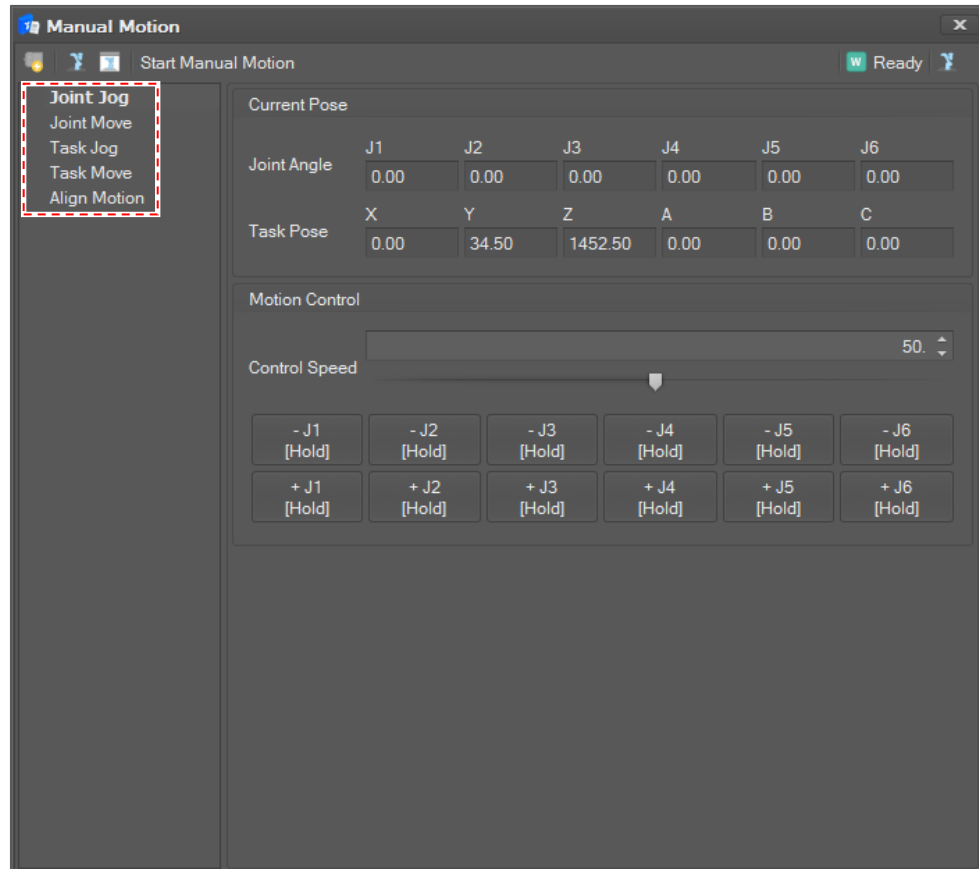 Manual Motion
Start Manual Motion
W Ready
Joint Jog
Joint Move
Task Jog
Task Move
Align Motion
Current Pose
J1 J2 J3 J4 J5 J6
Joint Angle 0.00 0.00 0.00 0.00 0.00 0.00
X Y Z A B C
Task Pose 0.00 34.50 1452.50 0.00 0.00 0.00
Motion Control
50.
Control Speed
- J1 - J2 - J3 - J4 - J5 - J6
[Hold] [Hold] [Hold] [Hold] [Hold] [Hold]
+ J1 + J2 + J3 + J4 + J5 + J6
[Hold] [Hold] [Hold] [Hold] [Hold] [Hold]